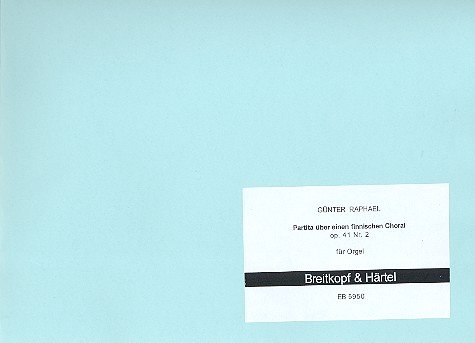 GÜNTER RAPHAEL
Partita über einen finnischen Choral
op. 41 Nr. 2
für Orgel
Breitkopf & Härtel
EB 5950